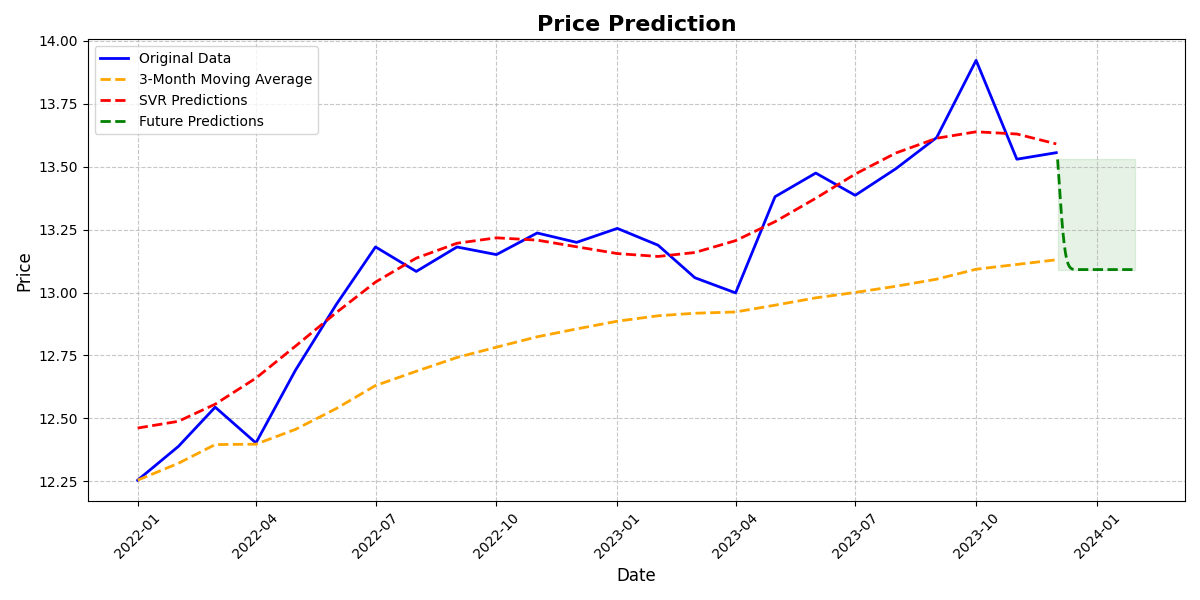 Price Prediction
Original Data
3-Month Moving Average
SVR Predictions
Future Predictions
Price
14.00
13.75
13.50
13.25
13.00
12.75
12.50
12.25
2022-01
2022-04
2022-07
2022-10
2023-01
2023-04
2023-07
2023-10
2024-01
Date